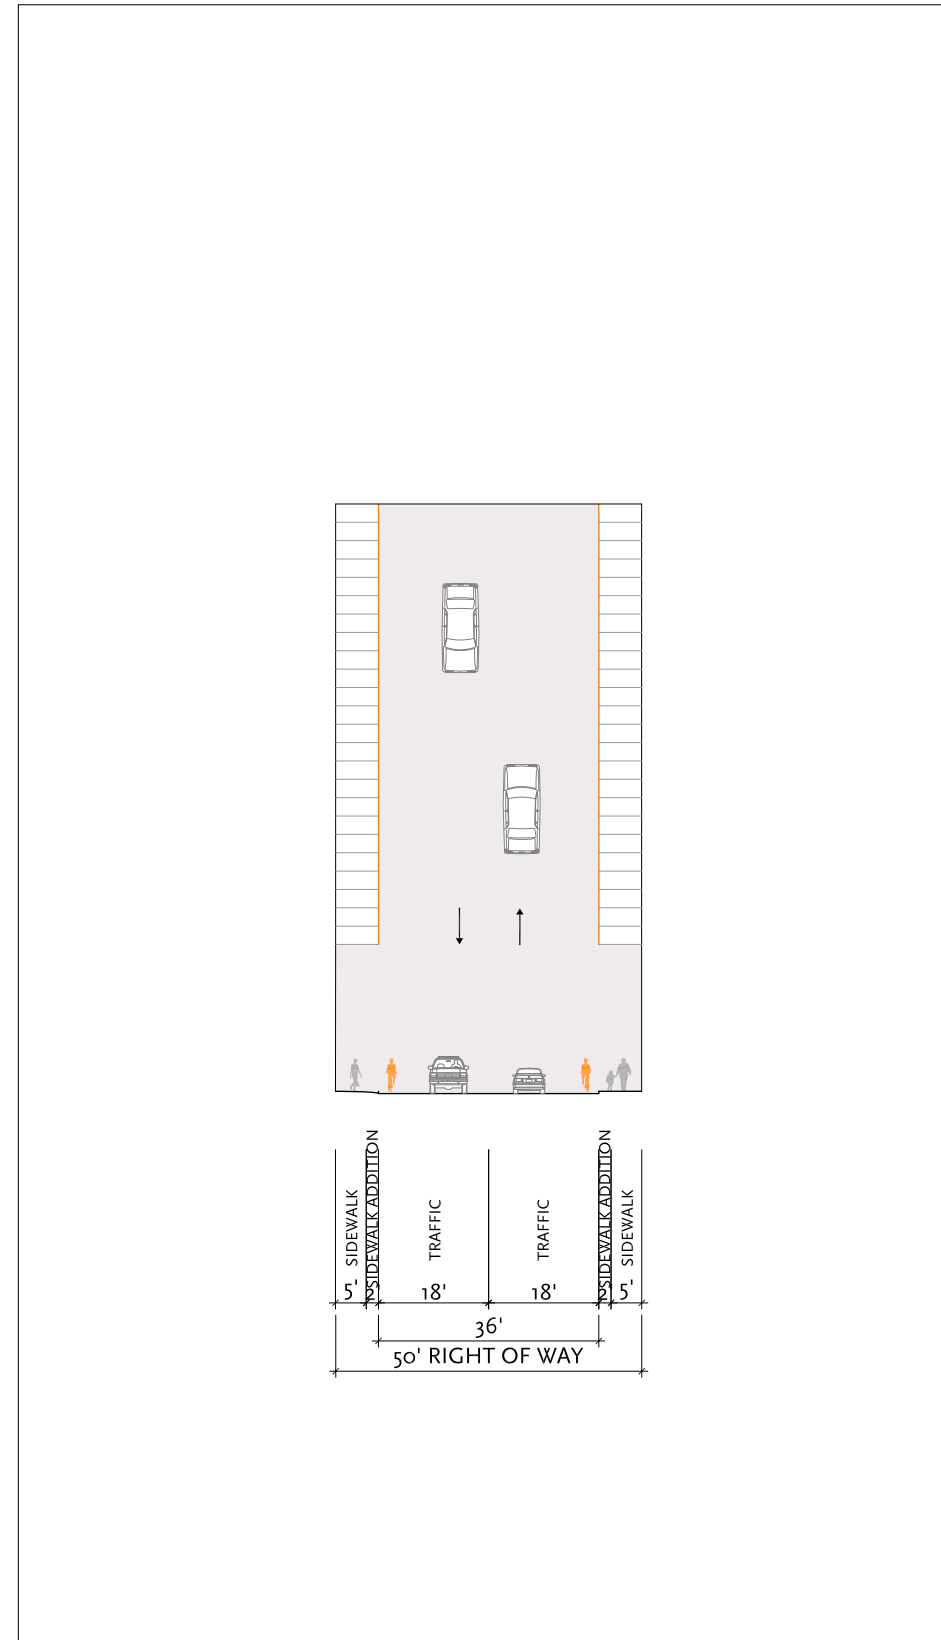 SIDEWALK
SIDEWALK ADDITION
TRAFFIC
TRAFFIC
SIDEWALK ADDITION
SIDEWALK
5' 2' 18' 18' 2' 5'
36'
50' RIGHT OF WAY